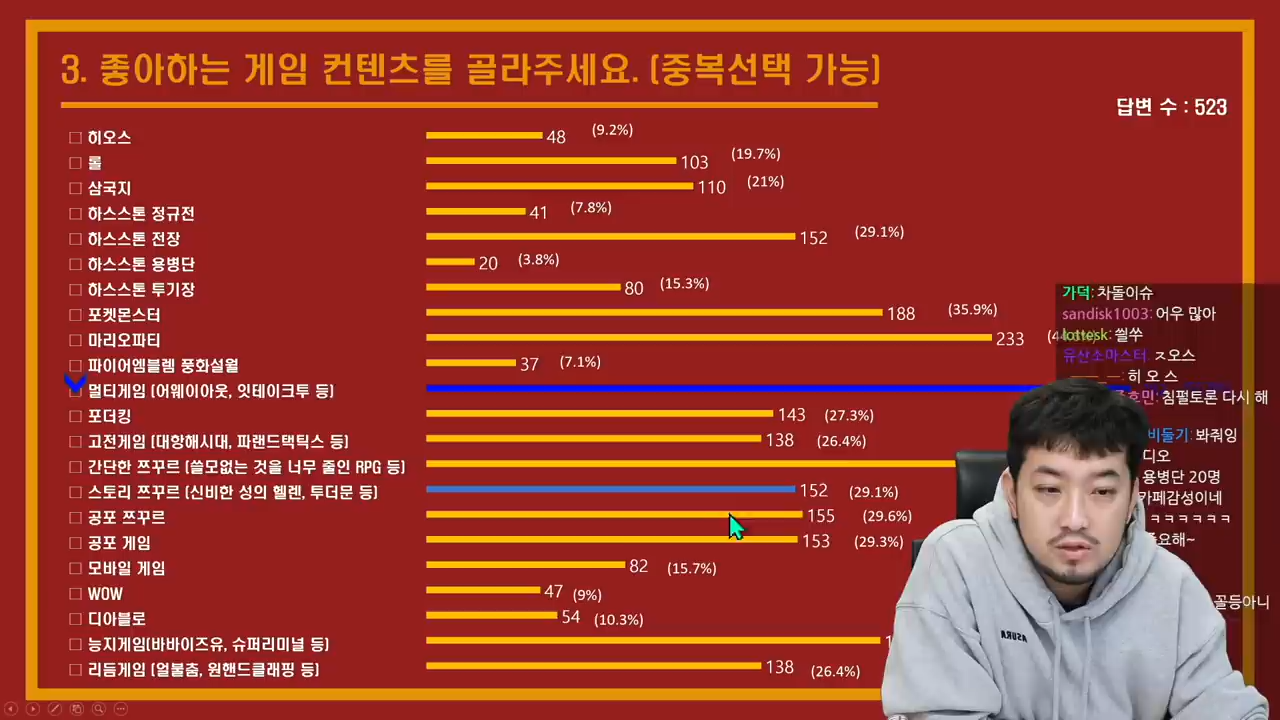 3. 좋아하는 게임 컨텐츠를 골라주세요. (중복선택 가능)
답변 수 : 523
히오스 48 (9.2%)
롤 103 (19.7%)
삼국지 110 (21%)
하스스톤 정규전 41 (7.8%)
하스스톤 전장 152 (29.1%)
하스스톤 용병단 20 (3.8%)
하스스톤 투기장 80 (15.3%)
포켓몬스터 188 (35.9%)
마리오파티 233
파이어엠블렘 풍화설월 37 (7.1%)
멀티게임 (어웨이아웃, 잇테이크투 등)
포더킹 143 (27.3%)
고전게임 (대항해시대, 파랜드택틱스 등) 138 (26.4%)
간단한 쯔꾸르 (쓸모없는 것을 너무 줄인 RPG 등)
스토리 쯔꾸르 (신비한 성의 헬렌, 투더문 등) 152 (29.1%)
공포 쯔꾸르 155 (29.6%)
공포 게임 153 (29.3%)
모바일 게임 82 (15.7%)
WOW 47 (9%)
디아블로 54 (10.3%)
능지게임(바바이즈유, 슈퍼리미널 등)
리듬게임 (얼불춤, 원핸드클래핑 등) 138 (26.4%)
가덕: 차돌이슈
sandisk1003: 어우 많아
lottesk: 쒈쑤
유산소마스터: ㅈ오스
: 히 오 스
호민: 침펄토론 다시 해
비둘기: 봐줘잉
디오
용병단 20명
카페감성이네
ㅋㅋㅋㅋㅋㅋ
요해~
꼴등아니
ASURA